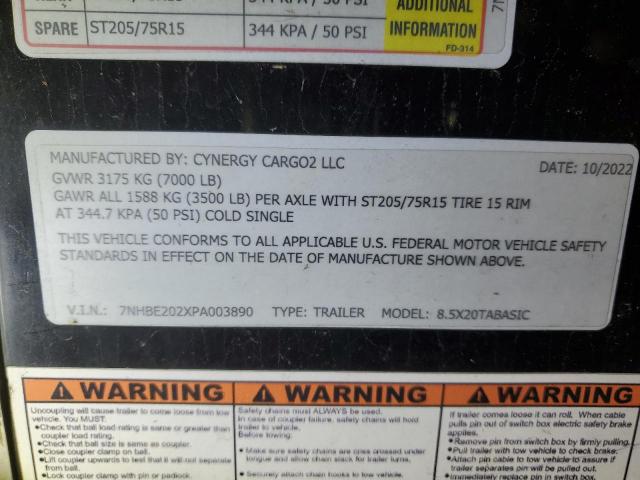 344 KPA / 50 PSI
ADDITIONAL
SPARE ST205/75R15 344 KPA / 50 PSI INFORMATION
FD-314
MANUFACTURED BY: CYNERGY CARGO2 LLC DATE: 10/2022
GVWR 3175 KG (7000 LB)
GAWR ALL 1588 KG (3500 LB) PER AXLE WITH ST205/75R15 TIRE 15 RIM
AT 344.7 KPA (50 PSI) COLD SINGLE
THIS VEHICLE CONFORMS TO ALL APPLICABLE U.S. FEDERAL MOTOR VEHICLE SAFETY
STANDARDS IN EFFECT ON THE DATE OF MANUFACTURE SHOWN ABOVE.
V.I.N.: 7NHBE202XPA003890 TYPE: TRAILER MODEL: 8.5X20TABASIC
WARNING
Uncoupling will cause trailer to come loose from tow
vehicle. You MUST:
•Check that ball load rating is same or greater than
coupler load rating.
•Check that ball size is same as coupler.
•Close coupler clamp on ball.
•Lift coupler upwards to test that it will not separate
from ball.
•Lock coupler clamp with pin or padlock.
WARNING
Safety chains must ALWAYS be used.
In case of coupler failure, safety chains will hold
trailer to vehicle.
Before towing:
• Make sure safety chains are criss crossed under
tongue and allow chain slack for trailer turns.
• Securely attach chain hooks to tow vehicle.
WARNING
If trailer comes loose it can roll. When cable
pulls pin out of switch box electric safety brake
applies.
•Remove pin from switch box by firmly pulling.
•Pull trailer with tow vehicle to check brake.
•Attach pin cable to tow vehicle to assure if
trailer separates pin will be pulled out.
•Immediately replace pin in switch box.